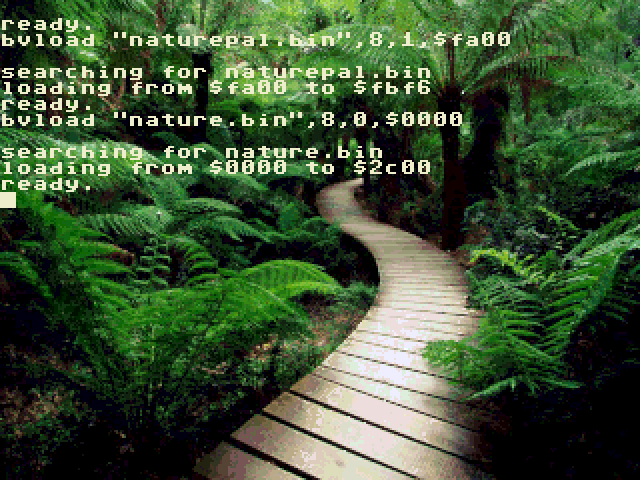 ready.
bvload "naturepal.bin",8,1,$fa00
searching for naturepal.bin
loading from $fa00 to $fbf6
ready.
bvload "nature.bin",8,0,$0000
searching for nature.bin
loading from $0000 to $2c00
ready.